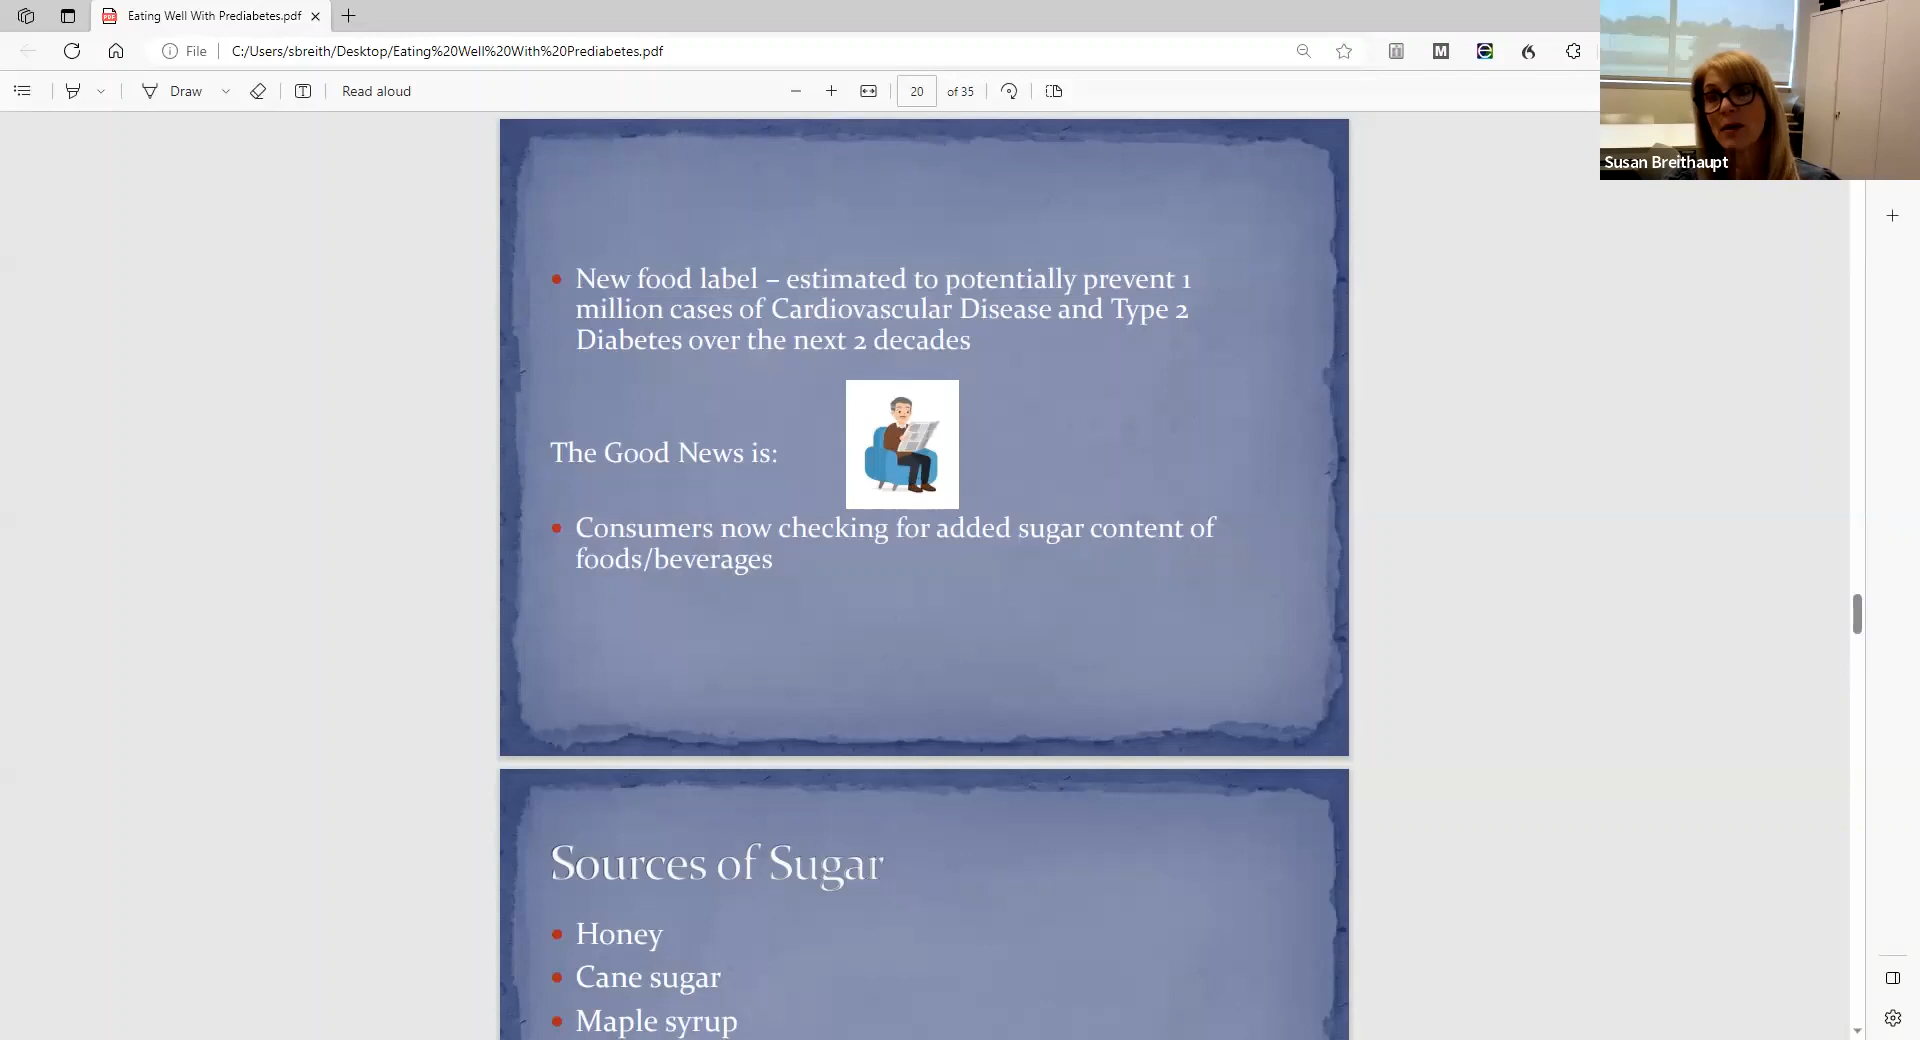 Eating Well With Prediabetes.pdf
File
C:/Users/sbreith/Desktop/Eating%20Well%20With%20Prediabetes.pdf
M
Draw
Read aloud
20
of 35
Susan Breithaupt
• New food label – estimated to potentially prevent 1
million cases of Cardiovascular Disease and Type 2
Diabetes over the next 2 decades
The Good News is:
• Consumers now checking for added sugar content of
foods/beverages
Sources of Sugar
• Honey
• Cane sugar
• Maple syrup